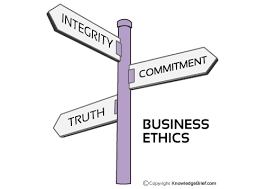 INTEGRITY
COMMITMENT
TRUTH
BUSINESS
ETHICS
© Copyright KnowledgeBrief.com